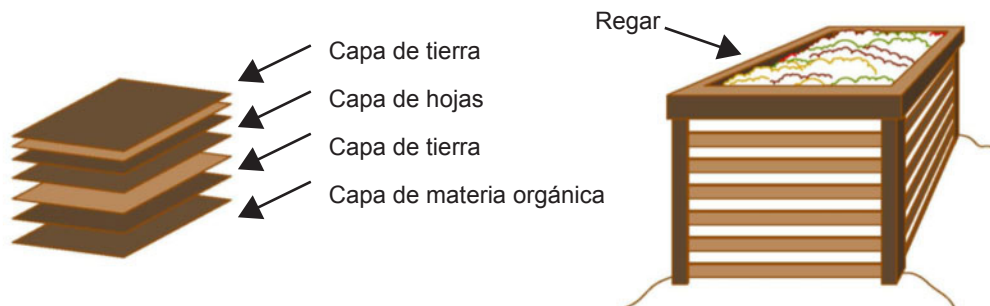 Capa de tierra
Capa de hojas
Capa de tierra
Capa de materia orgánica
Regar